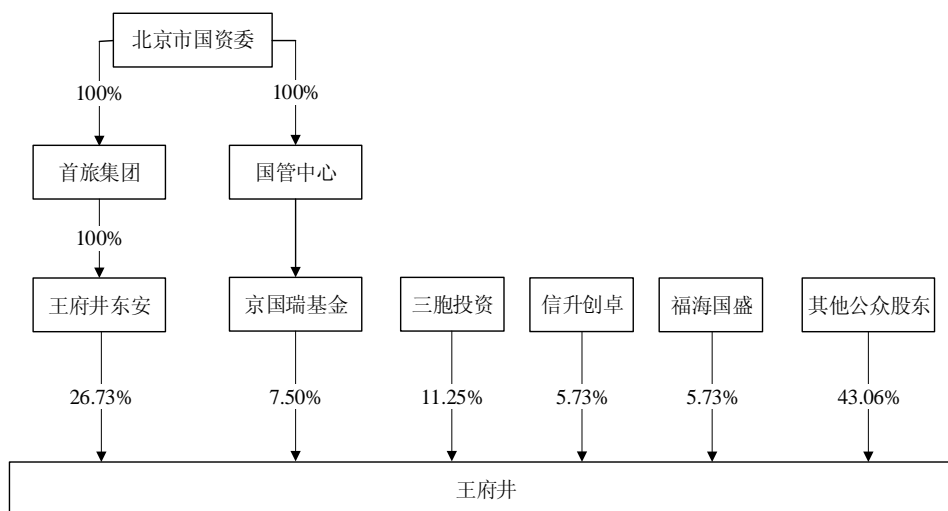 北京市国资委
100%
100%
首旅集团
国管中心
100%
王府井东安
京国瑞基金
三胞投资
信升创卓
福海国盛
其他公众股东
26.73%
7.50%
11.25%
5.73%
5.73%
43.06%
王府井